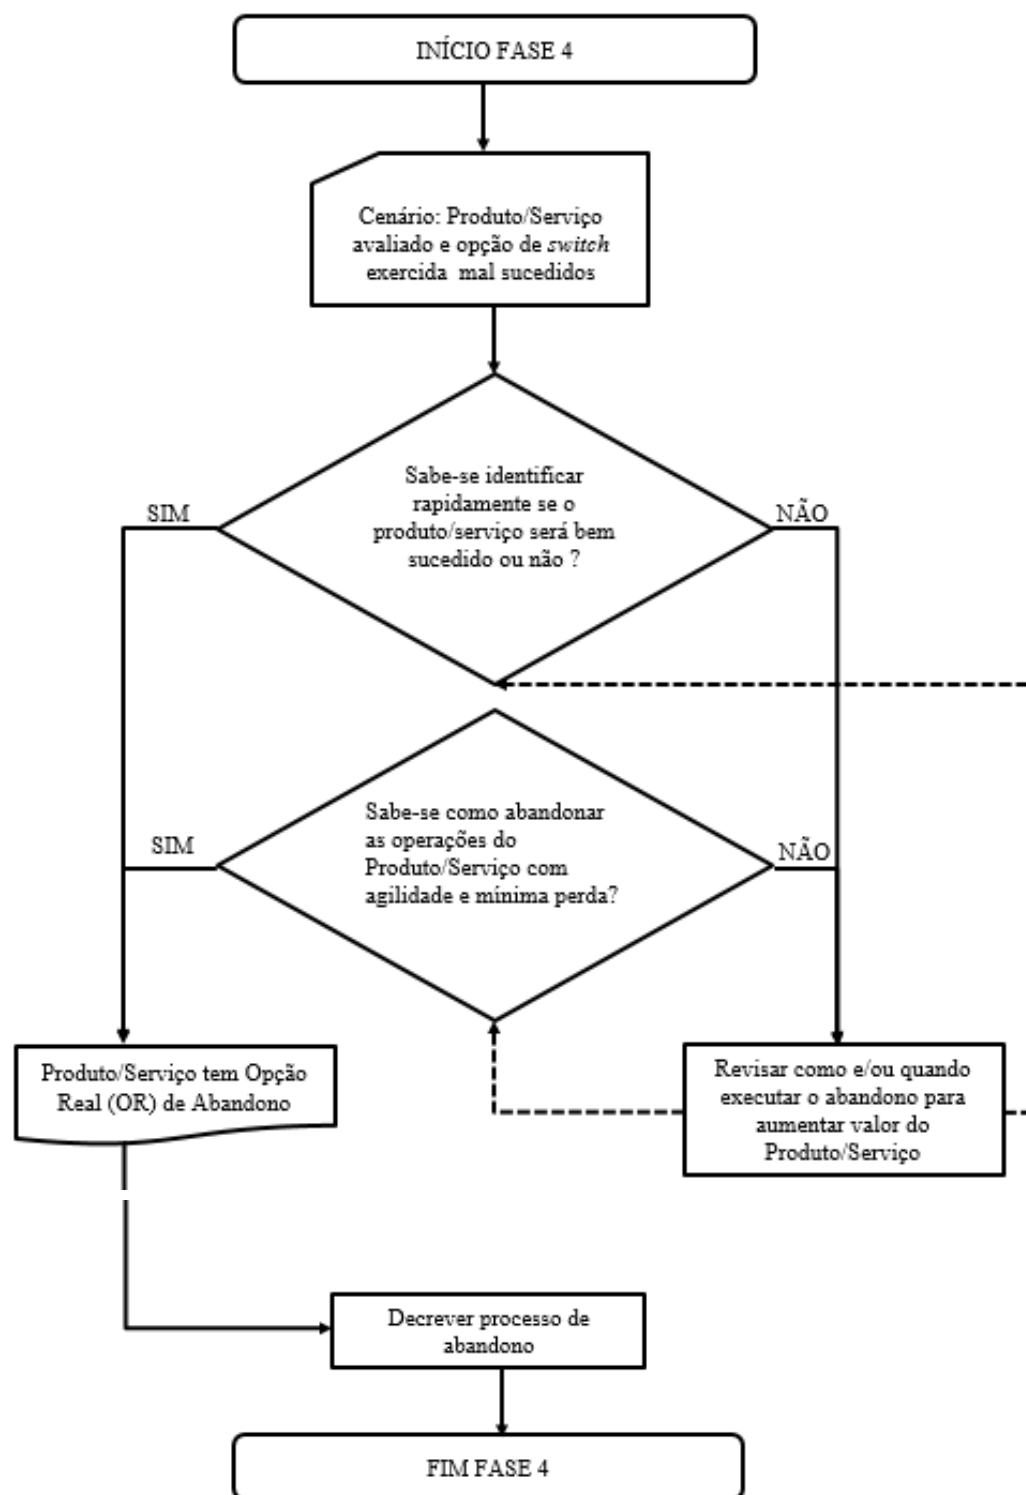 INÍCIO FASE 4
Cenário: Produto/Serviço
avaliado e opção de switch
exercida mal sucedidos
Sabe-se identificar
rapidamente se o
produto/serviço será bem
sucedido ou não ?
SIM
NÃO
Sabe-se como abandonar
as operações do
Produto/Serviço com
agilidade e mínima perda?
SIM
NÃO
Produto/Serviço tem Opção
Real (OR) de Abandono
Revisar como e/ou quando
executar o abandono para
aumentar valor do
Produto/Serviço
Decrever processo de
abandono
FIM FASE 4